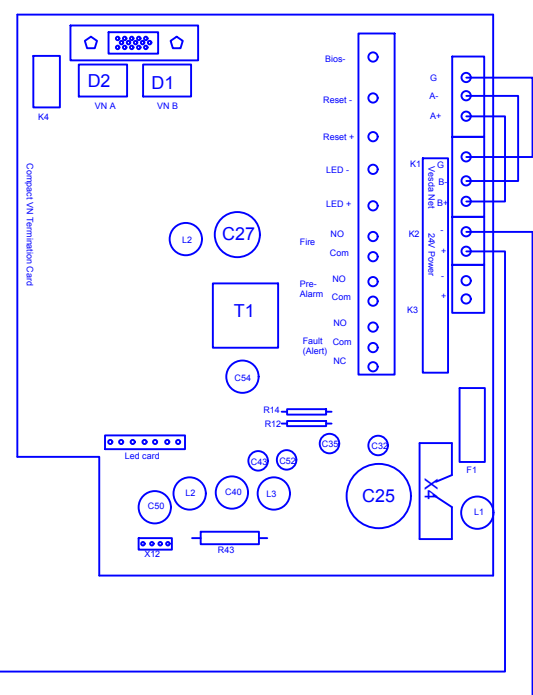 D2
D1
VN A
VN B
K4
Compact VN Termination Card
Bios-
Reset -
Reset +
LED -
LED +
Fire
NO
Com
Pre-
Alarm
NO
Com
NO
Fault
(Alert)
Com
NC
G
A-
A+
K1
G
B-
B+
Vesda Net
K2
-
+
24V Power
-
+
K3
L2
C27
T1
C54
R14
R12
C35
C32
C43
C52
Led card
C50
L2
C40
L3
C25
X4
F1
L1
X12
R43